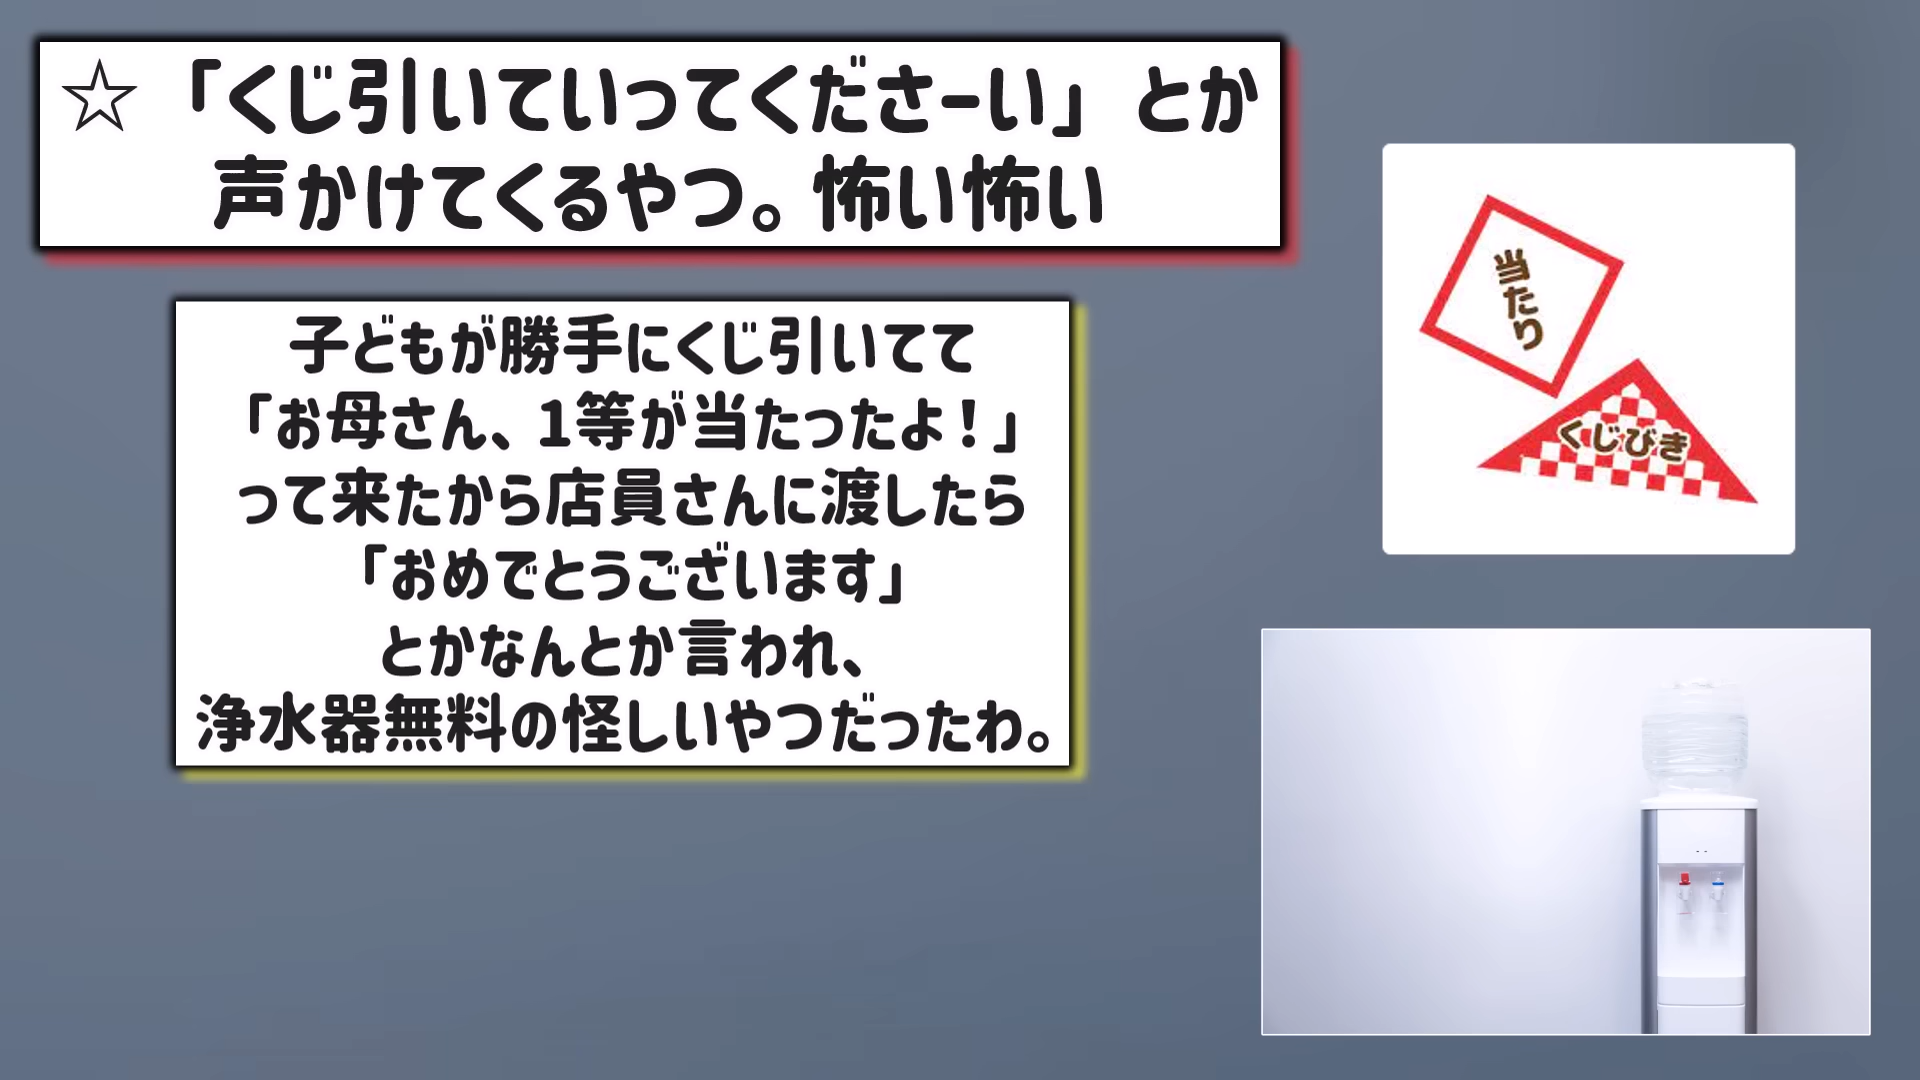 ☆「くじ引いていってくださーい」とか
声かけてくるやつ。怖い怖い
子どもが勝手にくじ引いてて
「お母さん、1等が当たったよ！」
って来たから店員さんに渡したら
「おめでとうございます」
とかなんとか言われ、
浄水器無料の怪しいやつだったわ。
当たり
くじびき